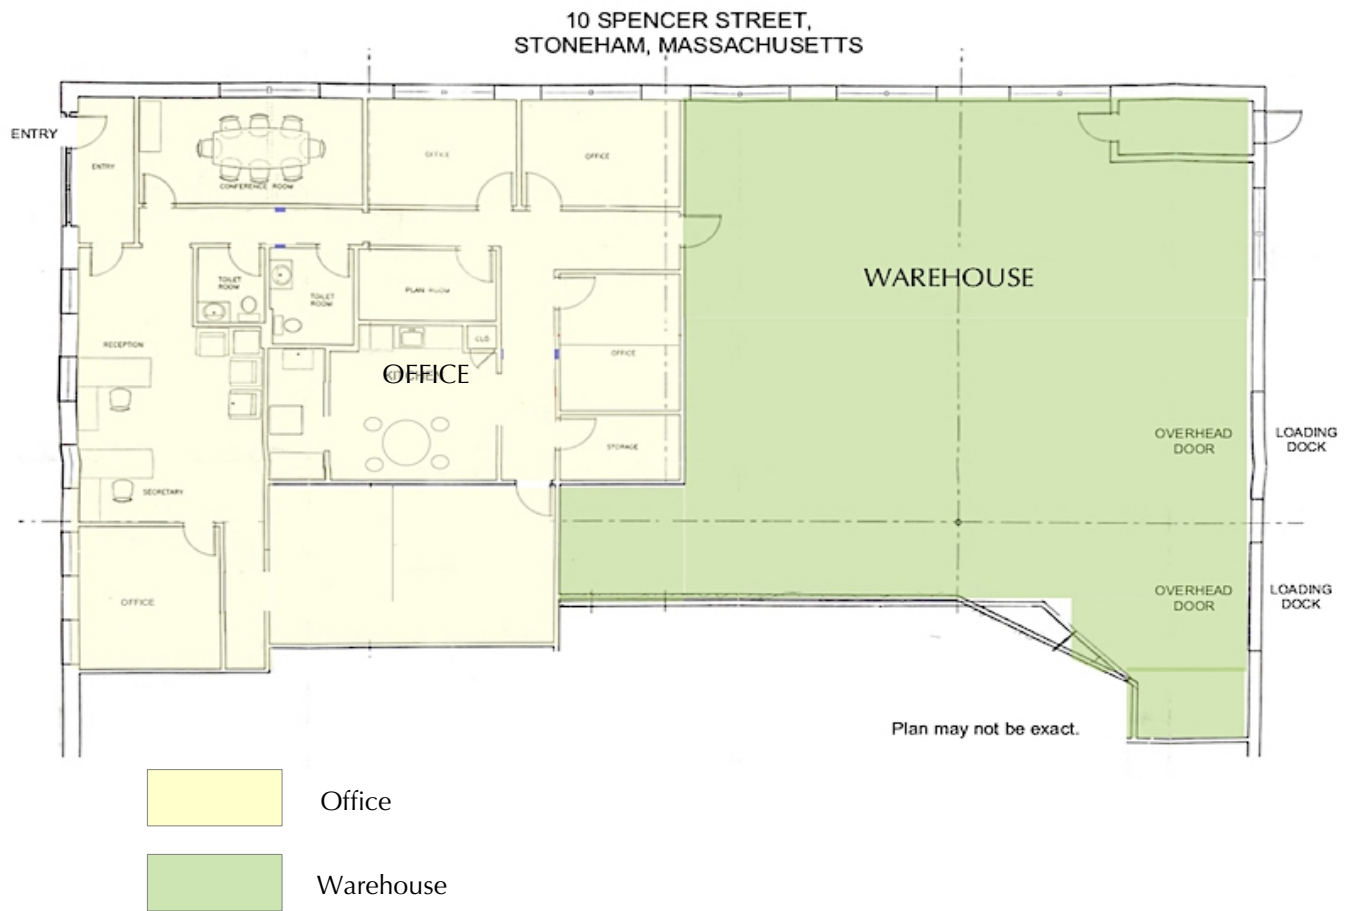 10 SPENCER STREET,
STONEHAM, MASSACHUSETTS
ENTRY
ENTRY
CONFERENCE ROOM
OFFICE
OFFICE
WAREHOUSE
TOILET
ROOM
TOILET
ROOM
PLAN ROOM
RECEPTION
CLO
OFFICE
KITCHEN
OFFICE
STORAGE
OVERHEAD
DOOR
LOADING
DOCK
SECRETARY
OFFICE
OVERHEAD
DOOR
LOADING
DOCK
Plan may not be exact.
Office
Warehouse